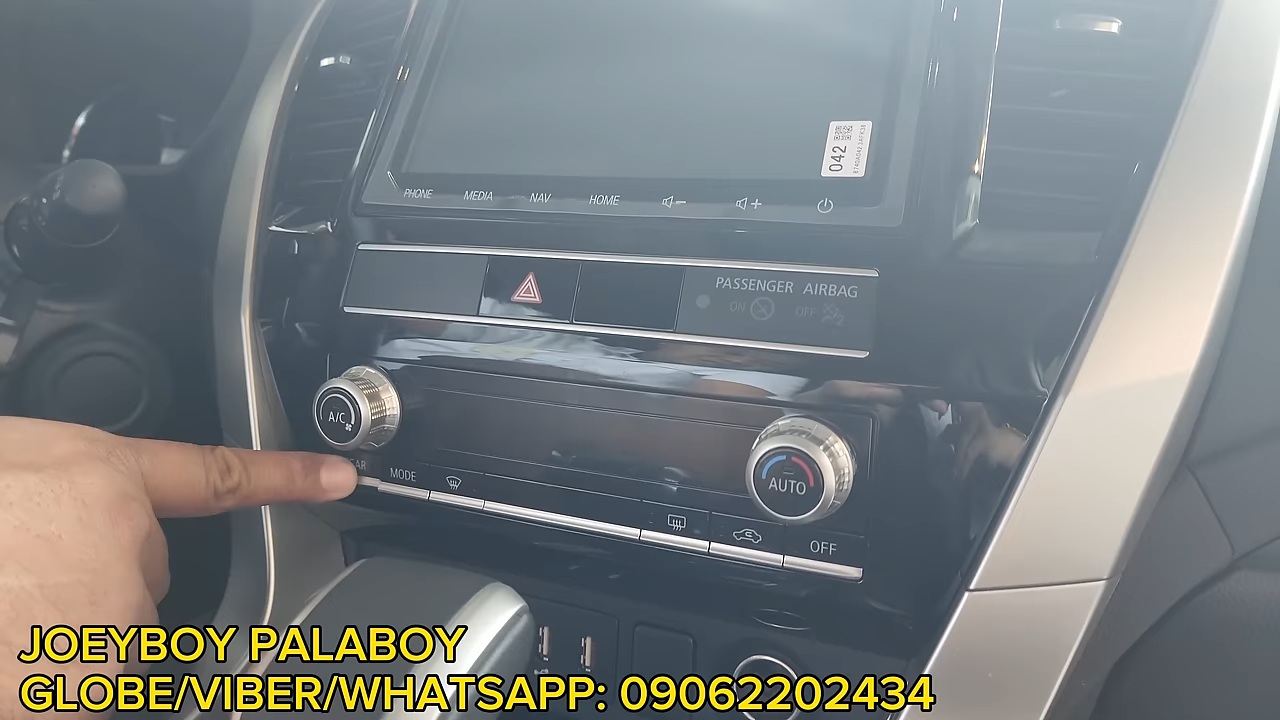 042
PHONE MEDIA NAV HOME
PASSENGER AIRBAG
ON OFF
A/C
AUTO
MODE
OFF
JOEYBOY PALABOY
GLOBE/VIBER/WHATSAPP: 09062202434